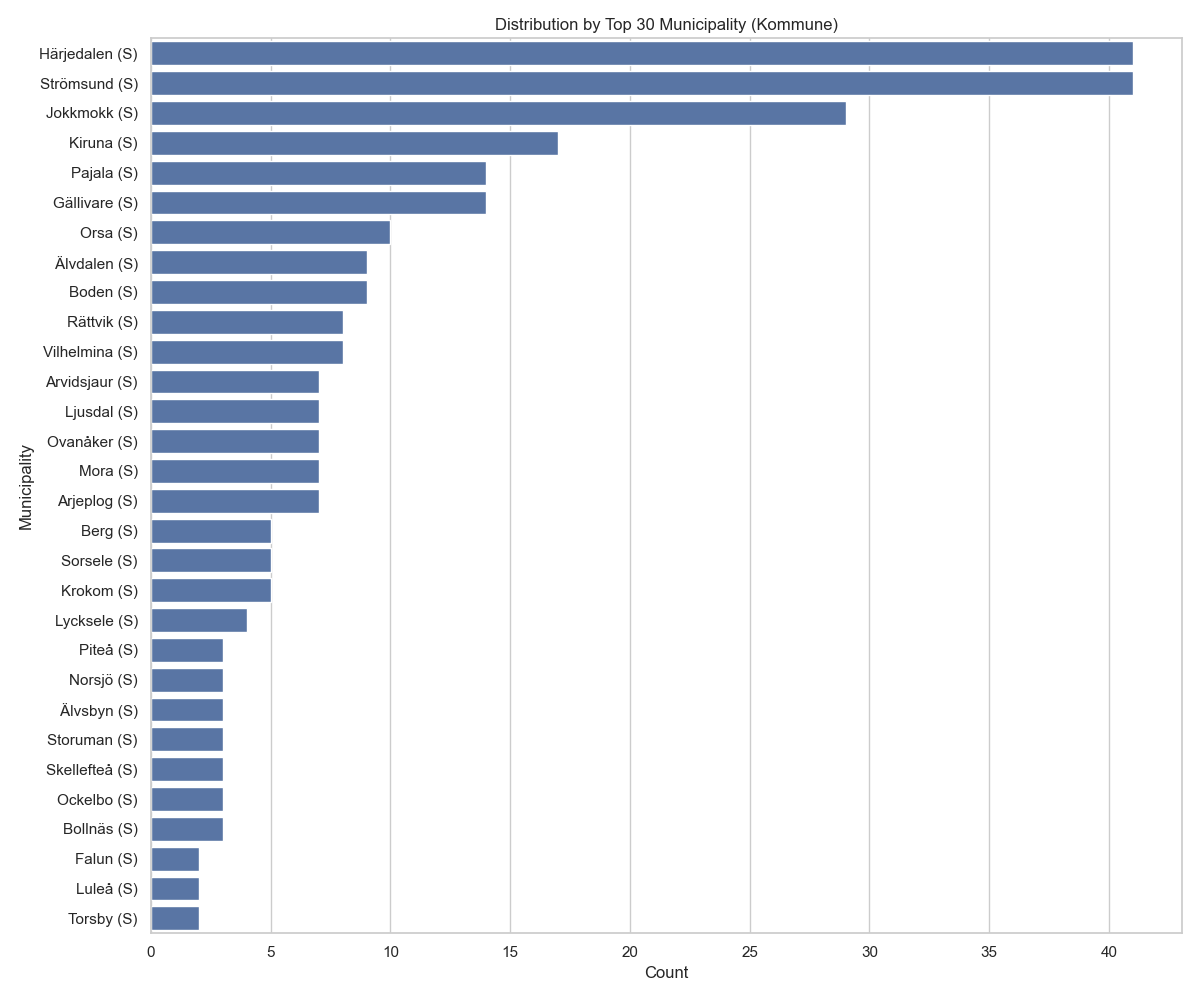 Distribution by Top 30 Municipality (Kommune)
Härjedalen (S)
Strömsund (S)
Jokkmokk (S)
Kiruna (S)
Pajala (S)
Gällivare (S)
Orsa (S)
Älvdalen (S)
Boden (S)
Rättvik (S)
Vilhelmina (S)
Arvidsjaur (S)
Ljusdal (S)
Ovanåker (S)
Mora (S)
Arjeplog (S)
Berg (S)
Sorsele (S)
Krokom (S)
Lycksele (S)
Piteå (S)
Norsjö (S)
Älvsbyn (S)
Storuman (S)
Skellefteå (S)
Ockelbo (S)
Bollnäs (S)
Falun (S)
Luleå (S)
Torsby (S)
Municipality
0 5 10 15 20 25 30 35 40
Count